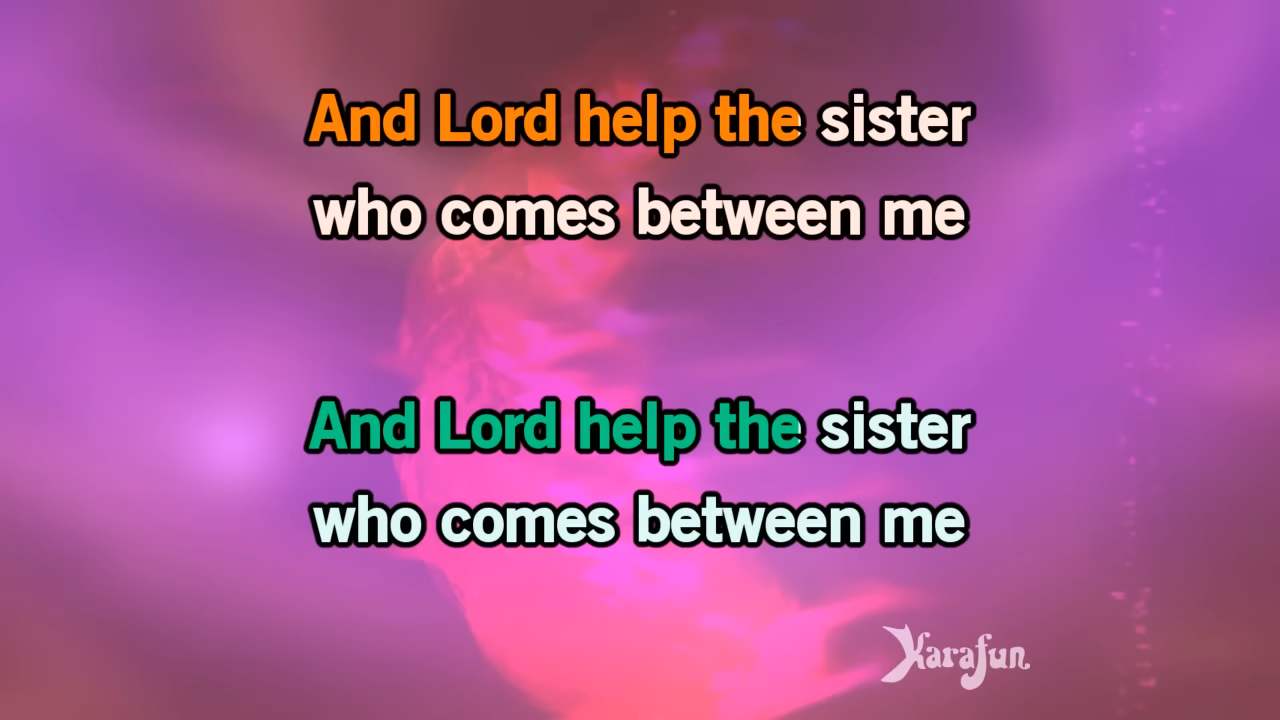 And Lord help the sister
who comes between me
And Lord help the sister
who comes between me
Karafun